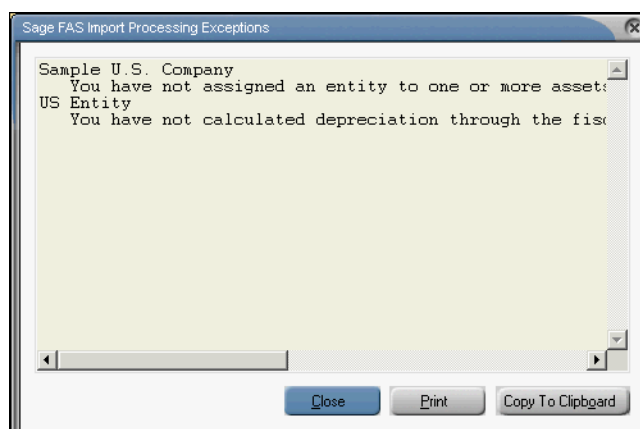 Sage FAS Import Processing Exceptions
Sample U.S. Company
You have not assigned an entity to one or more assets
US Entity
You have not calculated depreciation through the
Close
Print
Copy To Clipboard